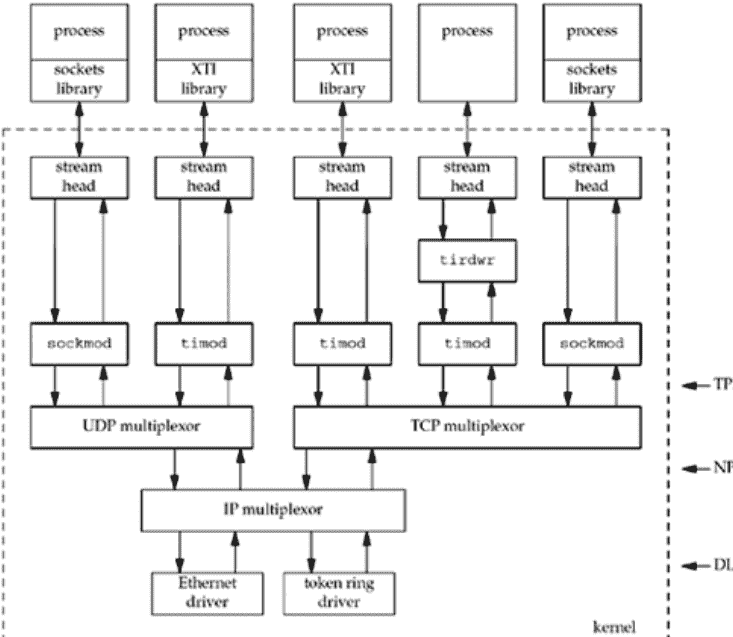 process process process process process
sockets XTI XTI sockets
library library library library
stream stream stream stream stream
head head head head head
tirdwr
sockmod timod timod timod sockmod
TP
UDP multiplexor TCP multiplexor
NP
IP multiplexor
DL
Ethernet token ring
driver driver
kernel